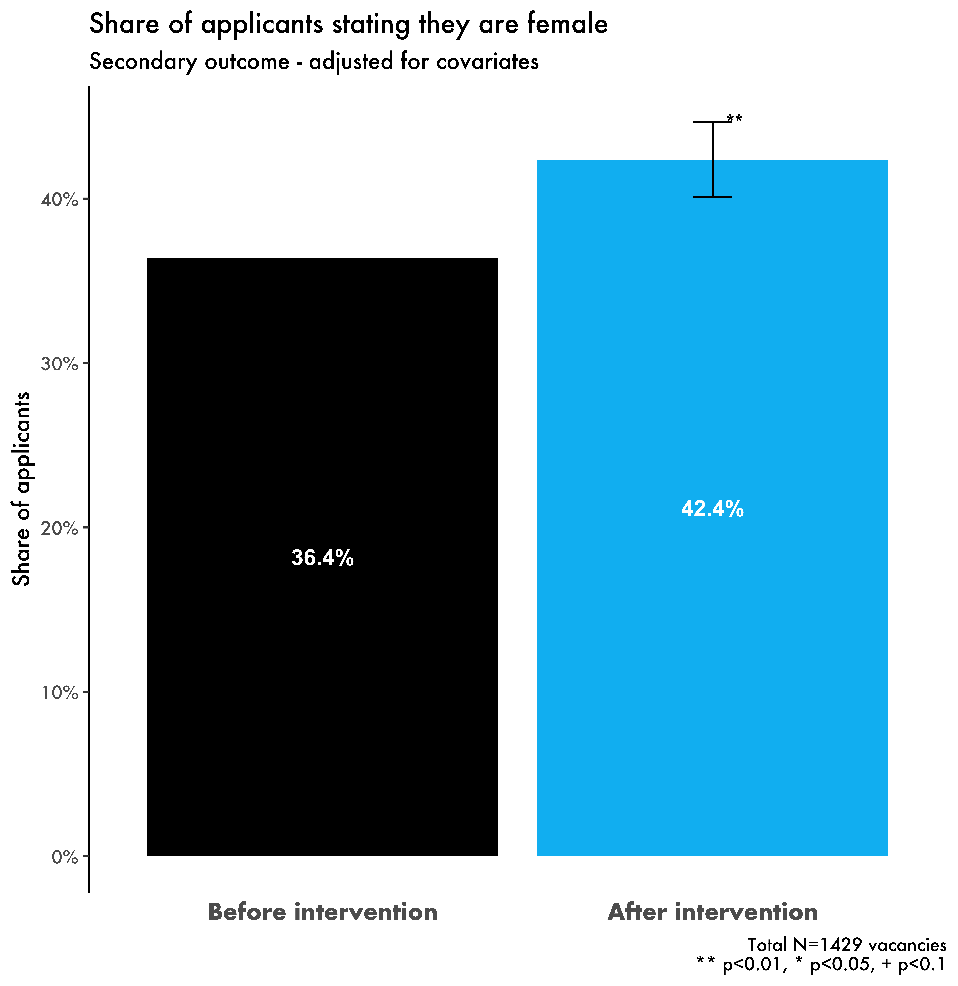 Share of applicants stating they are female
Secondary outcome - adjusted for covariates
**
40%
30%
20%
10%
0%
Share of applicants
36.4%
42.4%
Before intervention
After intervention
Total N=1429 vacancies
** p<0.01, * p<0.05, + p<0.1